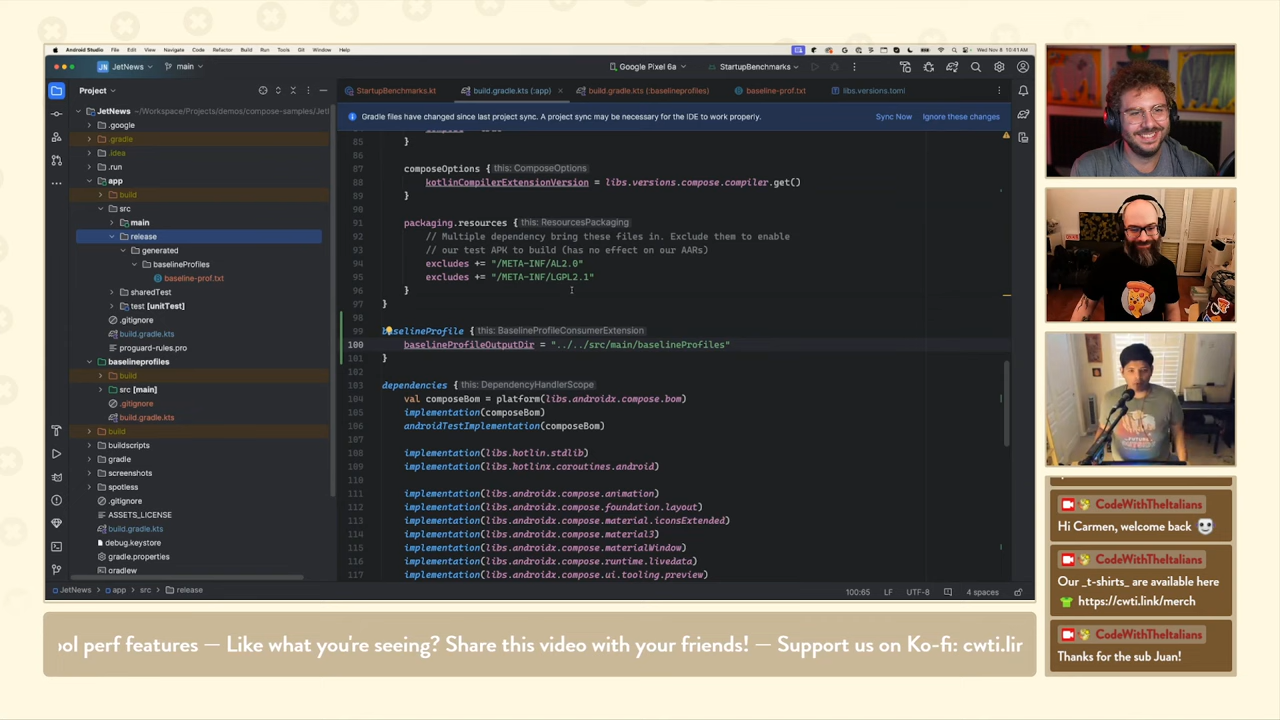 Android Studio File Edit View Navigate Code Refactor Build Run Tools Git Window Help
Wed Nov 8 10:41 AM
JN JetNews main
Google Pixel 6a StartupBenchmarks
Project
StartupBenchmarks.kt build.gradle.kts (:app) build.gradle.kts (:baselineprofiles) baseline-prof.txt libs.versions.toml
Gradle files have changed since last project sync. A project sync may be necessary for the IDE to work properly. Sync Now Ignore these changes
JetNews ~/Workspace/Projects/demos/compose-samples/Jet
.google
.gradle
.idea
.run
app
build
src
main
release
generated
baselineProfiles
baseline-prof.txt
sharedTest
test [unitTest]
.gitignore
build.gradle.kts
proguard-rules.pro
baselineprofiles
build
src [main]
.gitignore
build.gradle.kts
build
buildscripts
gradle
screenshots
spotless
.gitignore
ASSETS_LICENSE
build.gradle.kts
debug.keystore
gradle.properties
gradlew
85 }
86
87 composeOptions { this: ComposeOptions
88 kotlinCompilerExtensionVersion = libs.versions.compose.compiler.get()
89 }
90
91 packaging.resources { this: ResourcesPackaging
92 // Multiple dependency bring these files in. Exclude them to enable
93 // our test APK to build (has no effect on our AARs)
94 excludes += "/META-INF/AL2.0"
95 excludes += "/META-INF/LGPL2.1"
96 }
97 }
98
99 baselineProfile { this: BaselineProfileConsumerExtension
100 baselineProfileOutputDir = "../../src/main/baselineProfiles"
101 }
102
103 dependencies { this: DependencyHandlerScope
104 val composeBom = platform(libs.androidx.compose.bom)
105 implementation(composeBom)
106 androidTestImplementation(composeBom)
107
108 implementation(libs.kotlin.stdlib)
109 implementation(libs.kotlinx.coroutines.android)
110
111 implementation(libs.androidx.compose.animation)
112 implementation(libs.androidx.compose.foundation.layout)
113 implementation(libs.androidx.compose.material.iconsExtended)
114 implementation(libs.androidx.compose.material3)
115 implementation(libs.androidx.compose.materialWindow)
116 implementation(libs.androidx.compose.runtime.livedata)
117 implementation(libs.androidx.compose.ui.tooling.preview)
JetNews > app > src > release
100:65 LF UTF-8 4 spaces
CodeWithTheItalians
Hi Carmen, welcome back
CodeWithTheItalians
Our _t-shirts_ are available here
https://cwti.link/merch
CodeWithTheItalians
Thanks for the sub Juan!
ool perf features — Like what you're seeing? Share this video with your friends! — Support us on Ko-fi: cwti.lin